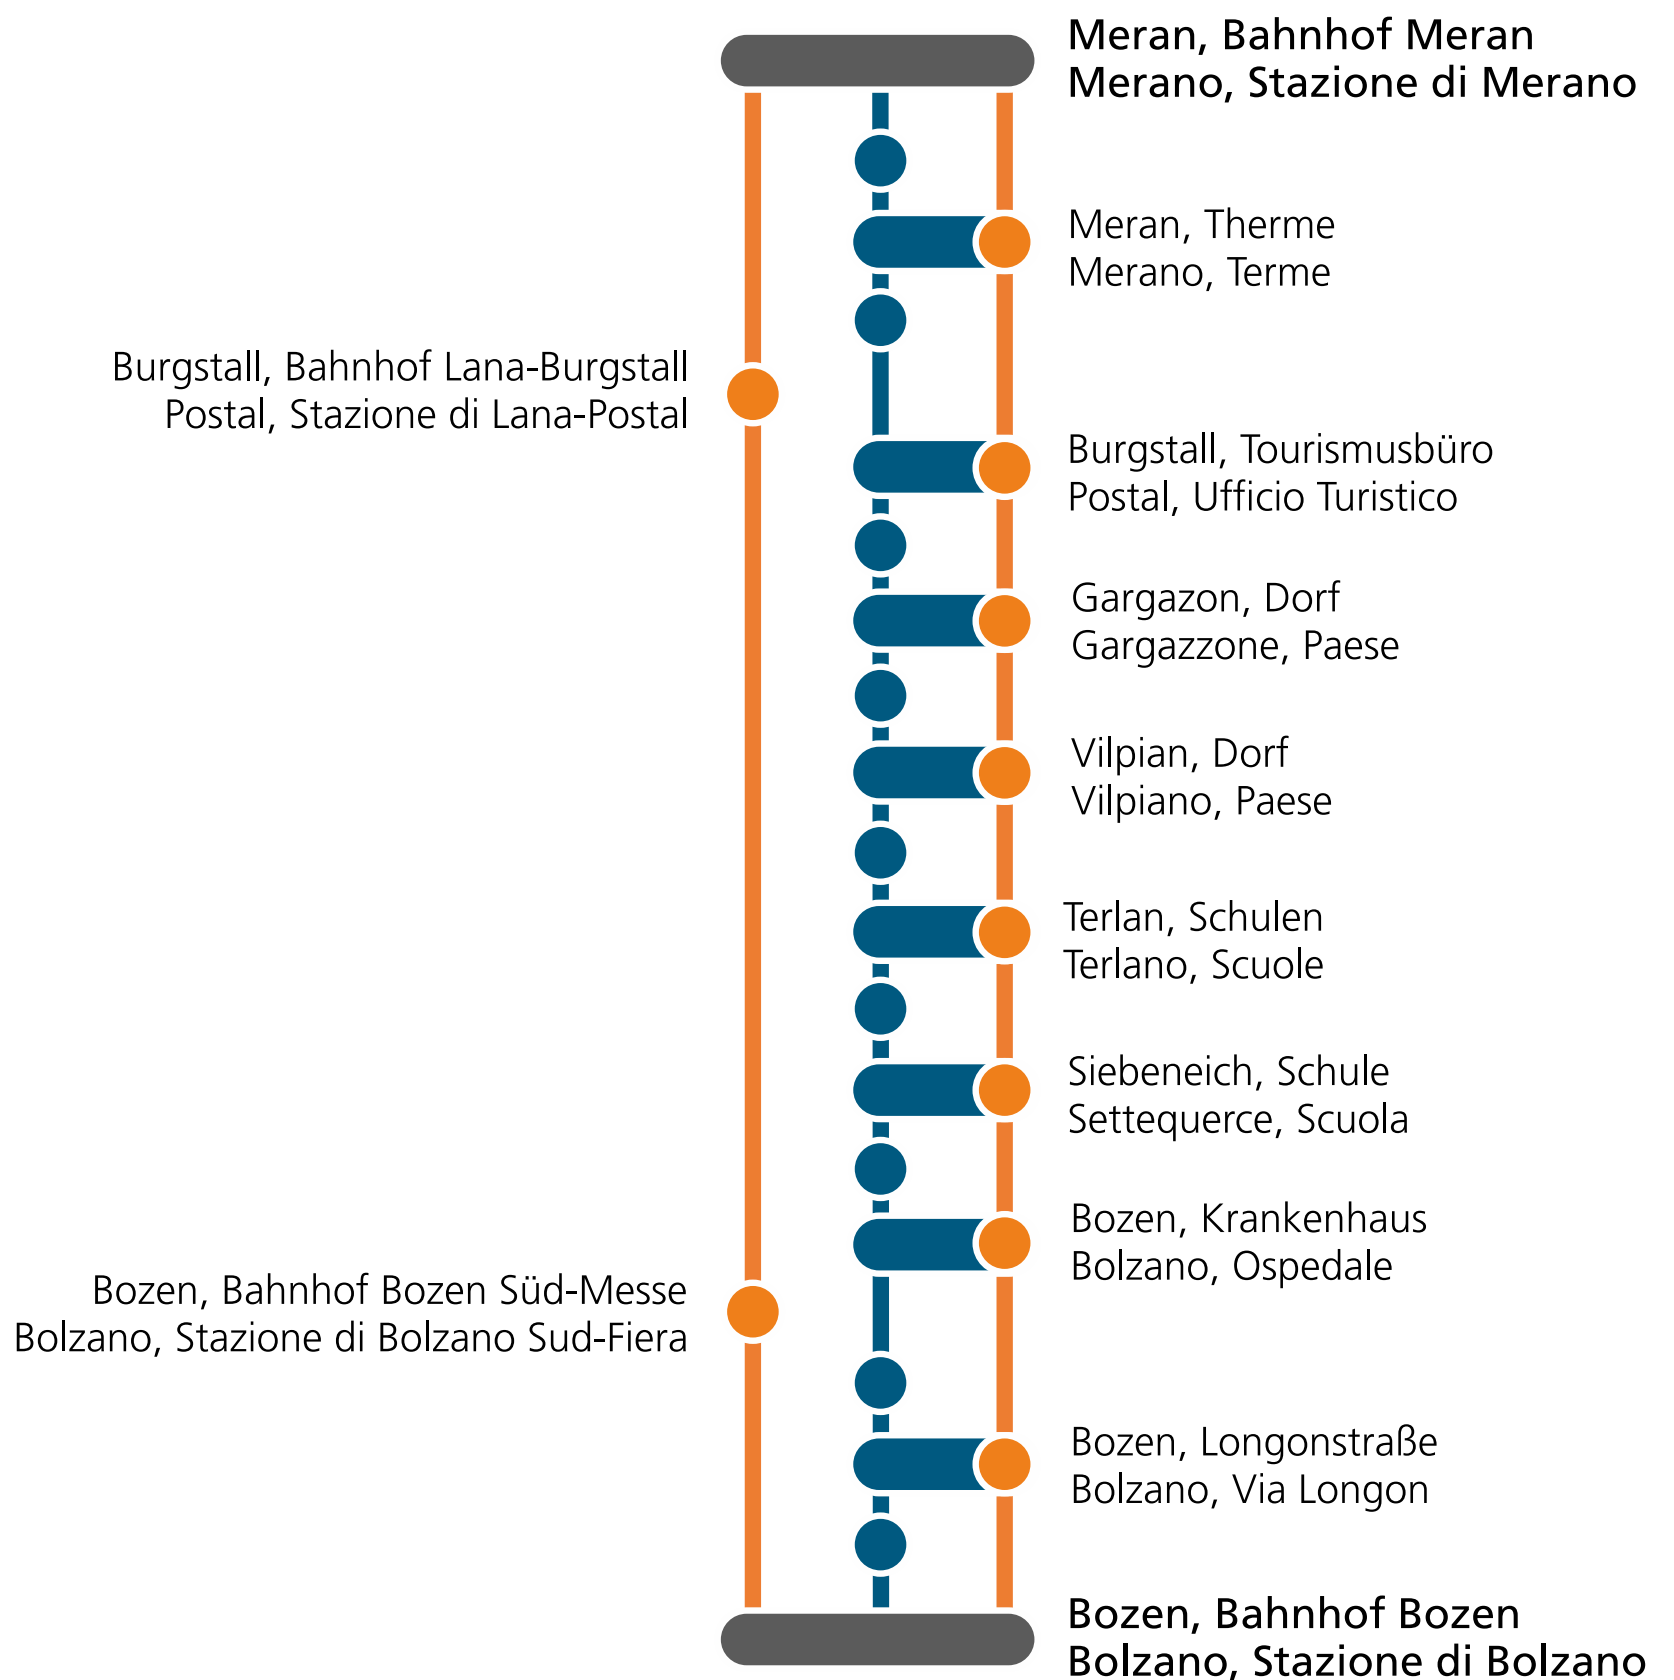 Meran, Bahnhof Meran
Merano, Stazione di Merano
Meran, Therme
Merano, Terme
Burgstall, Bahnhof Lana-Burgstall
Postal, Stazione di Lana-Postal
Burgstall, Tourismusbüro
Postal, Ufficio Turistico
Gargazon, Dorf
Gargazzone, Paese
Vilpian, Dorf
Vilpiano, Paese
Terlan, Schulen
Terlano, Scuole
Siebeneich, Schule
Settequerce, Scuola
Bozen, Krankenhaus
Bolzano, Ospedale
Bozen, Bahnhof Bozen Süd-Messe
Bolzano, Stazione di Bolzano Sud-Fiera
Bozen, Longonstraße
Bolzano, Via Longon
Bozen, Bahnhof Bozen
Bolzano, Stazione di Bolzano